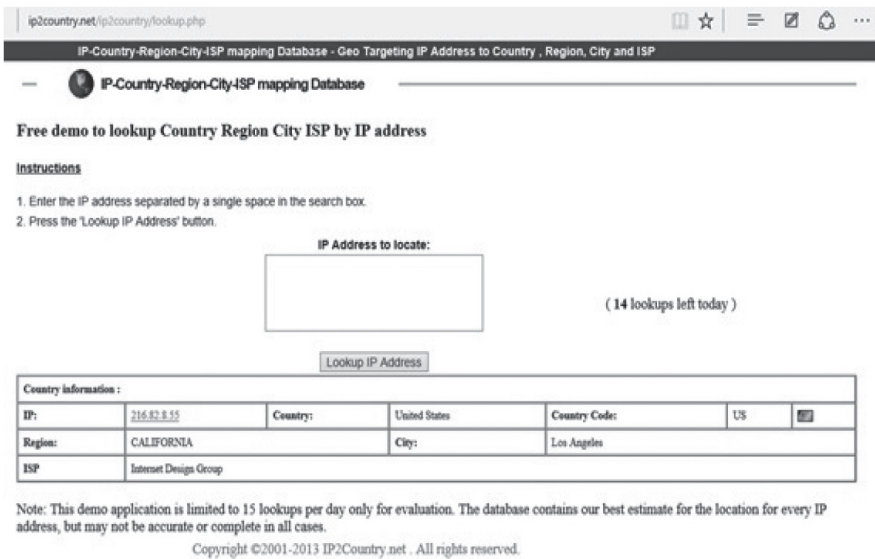 ip2country.net/ip2country/lookup.php
IP-Country-Region-City-ISP mapping Database - Geo Targeting IP Address to Country , Region, City and ISP
IP-Country-Region-City-ISP mapping Database
Free demo to lookup Country Region City ISP by IP address
Instructions
1. Enter the IP address separated by a single space in the search box.
2. Press the 'Lookup IP Address' button.
IP Address to locate:
( 14 lookups left today )
Lookup IP Address
Country information :
IP: 216.82.8.55 Country: United States Country Code: US
Region: CALIFORNIA City: Los Angeles
ISP Internet Design Group
Note: This demo application is limited to 15 lookups per day only for evaluation. The database contains our best estimate for the location for every IP
address, but may not be accurate or complete in all cases.
Copyright ©2001-2013 IP2Country.net . All rights reserved.